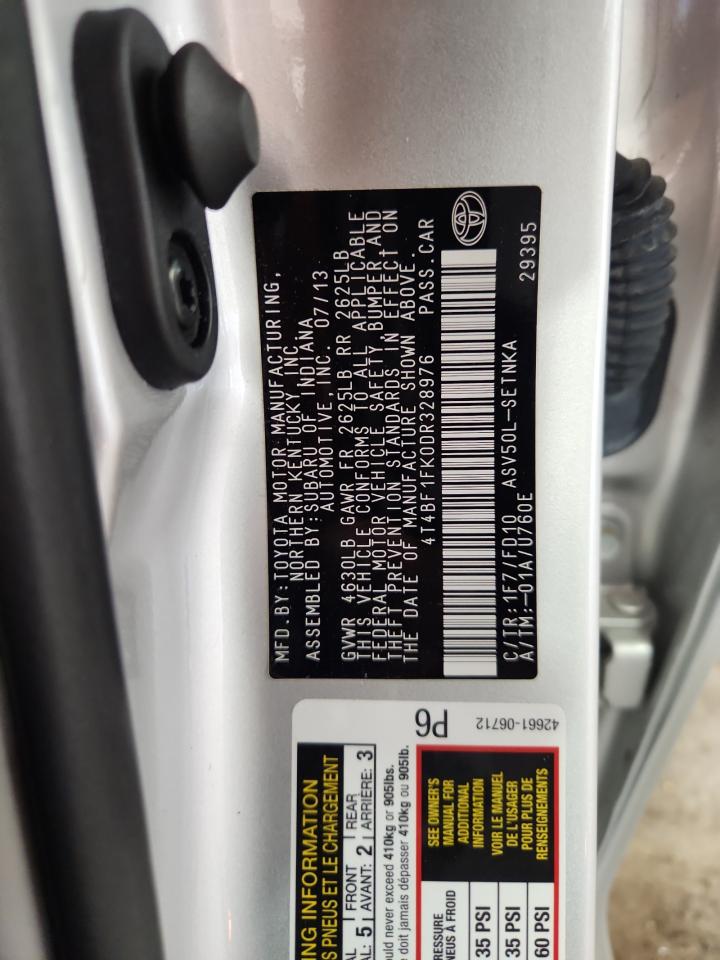 MFD.BY:TOYOTA MOTOR MANUFACTURING,
NORTHERN KENTUCKY INC.
ASSEMBLED BY:SUBARU OF INDIANA
AUTOMOTIVE,INC. 07/13
GVWR 4630LB GAWR FR 2625LB RR 2625LB
THIS VEHICLE CONFORMS TO ALL APPLICABLE
FEDERAL MOTOR VEHICLE SAFETY,BUMPER,AND
THEFT PREVENTION STANDARDS IN EFFECT ON
THE DATE OF MANUFACTURE SHOWN ABOVE.
4T4BF1FK0DR328976 PASS.CAR
C/TR:1F7/FD10 ASV50L-SETNKA
A/TM:-01A/U760E 29395
P6
42661-06712
ING INFORMATION
S PNEUS ET LE CHARGEMENT
FRONT REAR
5 AVANT: 2 ARRIÈRE: 3
never exceed 410kg or 905lbs.
doit jamais dépasser 410kg ou 905lb.
À FROID
35 PSI
35 PSI
60 PSI
SEE OWNER'S
MANUAL FOR
ADDITIONAL
INFORMATION
VOIR LE MANUEL
DE L'USAGER
POUR PLUS DE
RENSEIGNEMENTS